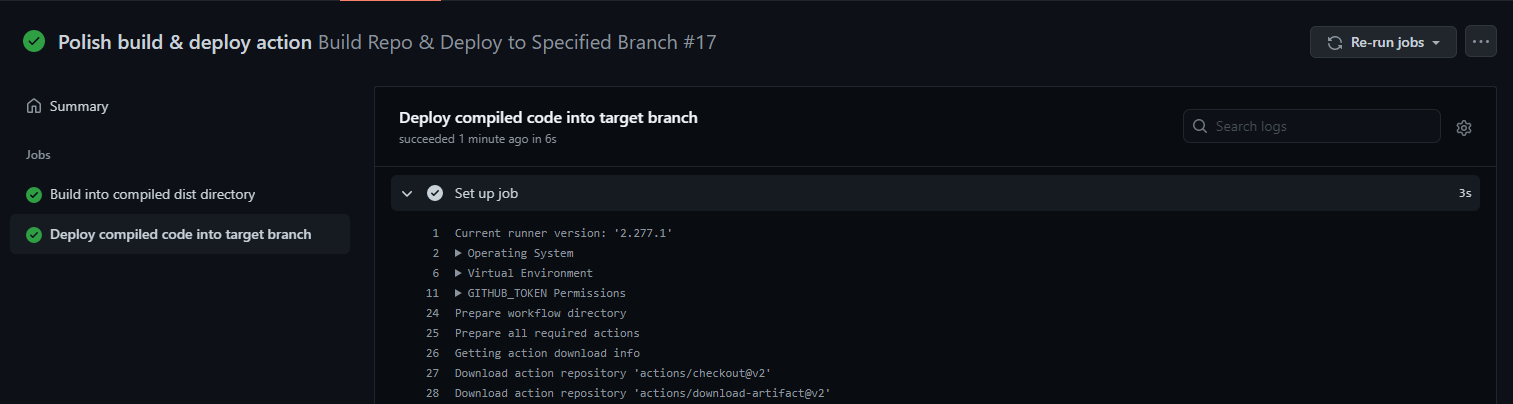 Polish build & deploy action Build Repo & Deploy to Specified Branch #17
Re-run jobs
Summary
Jobs
Build into compiled dist directory
Deploy compiled code into target branch
Deploy compiled code into target branch
succeeded 1 minute ago in 6s
Search logs
Set up job
3s
1 Current runner version: '2.277.1'
2 Operating System
6 Virtual Environment
11 GITHUB_TOKEN Permissions
24 Prepare workflow directory
25 Prepare all required actions
26 Getting action download info
27 Download action repository 'actions/checkout@v2'
28 Download action repository 'actions/download-artifact@v2'